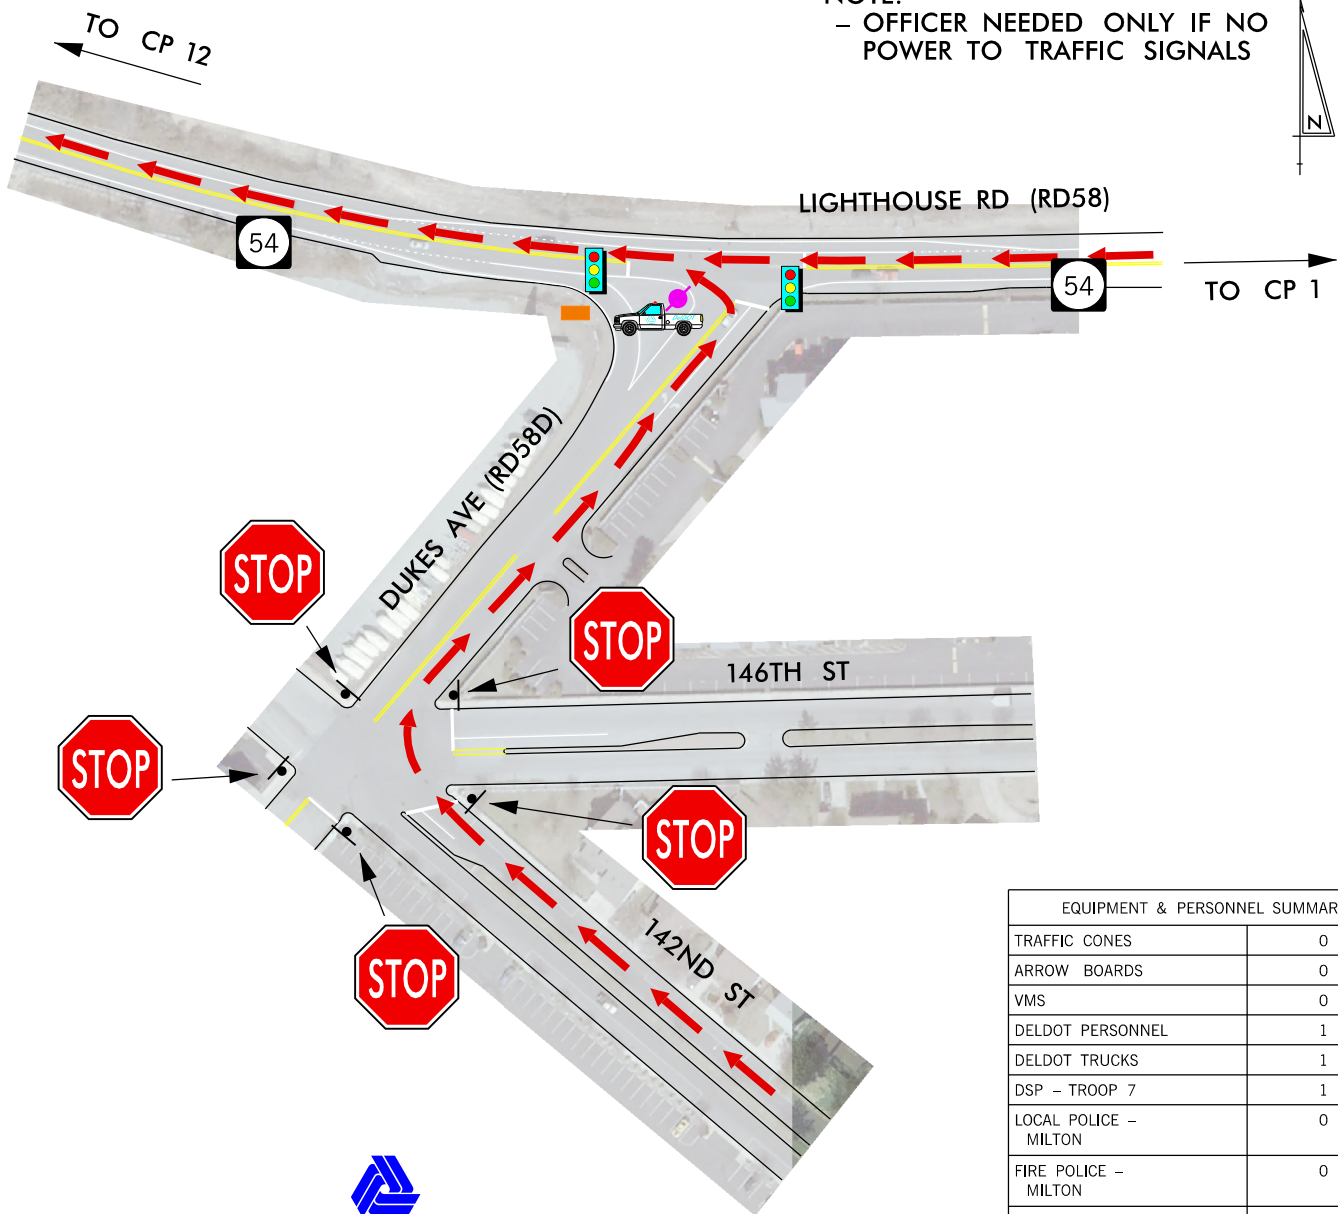 NOTE:
– OFFICER NEEDED ONLY IF NO
POWER TO TRAFFIC SIGNALS
TO CP 12
N
LIGHTHOUSE RD (RD58)
54
54
TO CP 1
DUKES AVE (RD58D)
STOP
STOP
146TH ST
STOP
STOP
142ND ST
STOP
EQUIPMENT & PERSONNEL SUMMAR
TRAFFIC CONES 0
ARROW BOARDS 0
VMS 0
DELDOT PERSONNEL 1
DELDOT TRUCKS 1
DSP – TROOP 7 1
LOCAL POLICE – 0
MILTON
FIRE POLICE – 0
MILTON